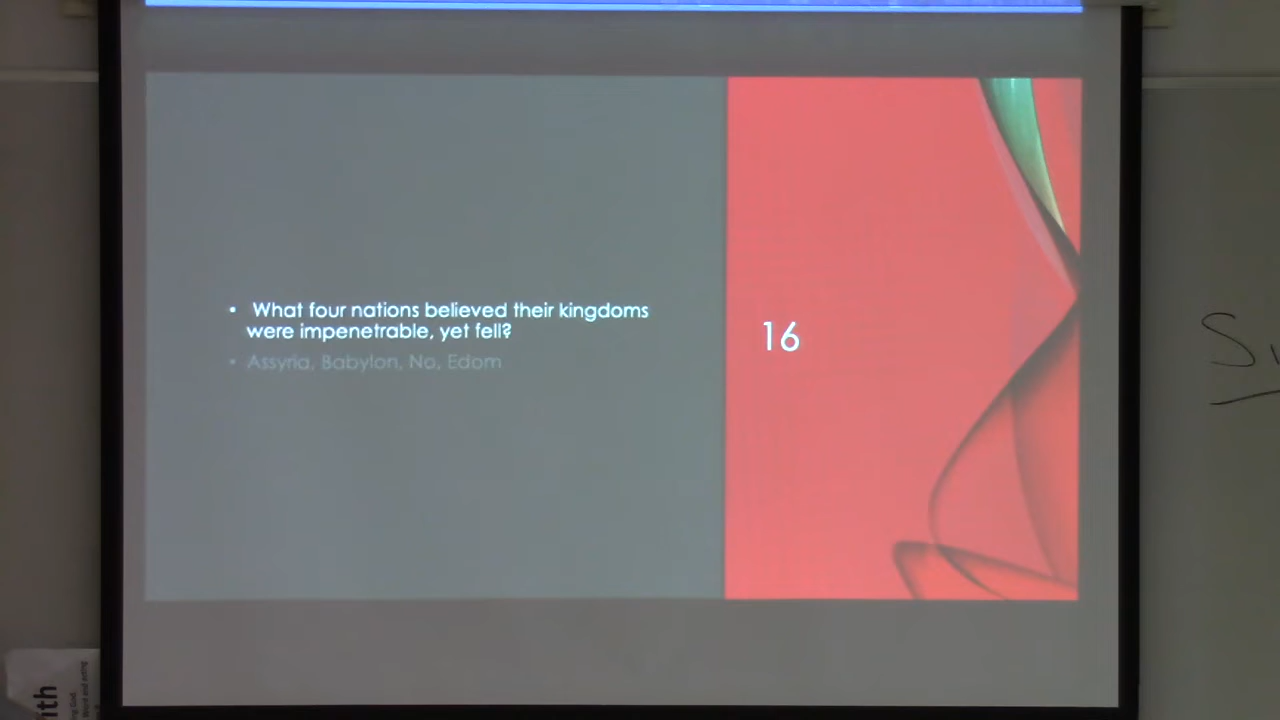 • What four nations believed their kingdoms
were impenetrable, yet fell?
• Assyria, Babylon, No, Edom
16
S
ith